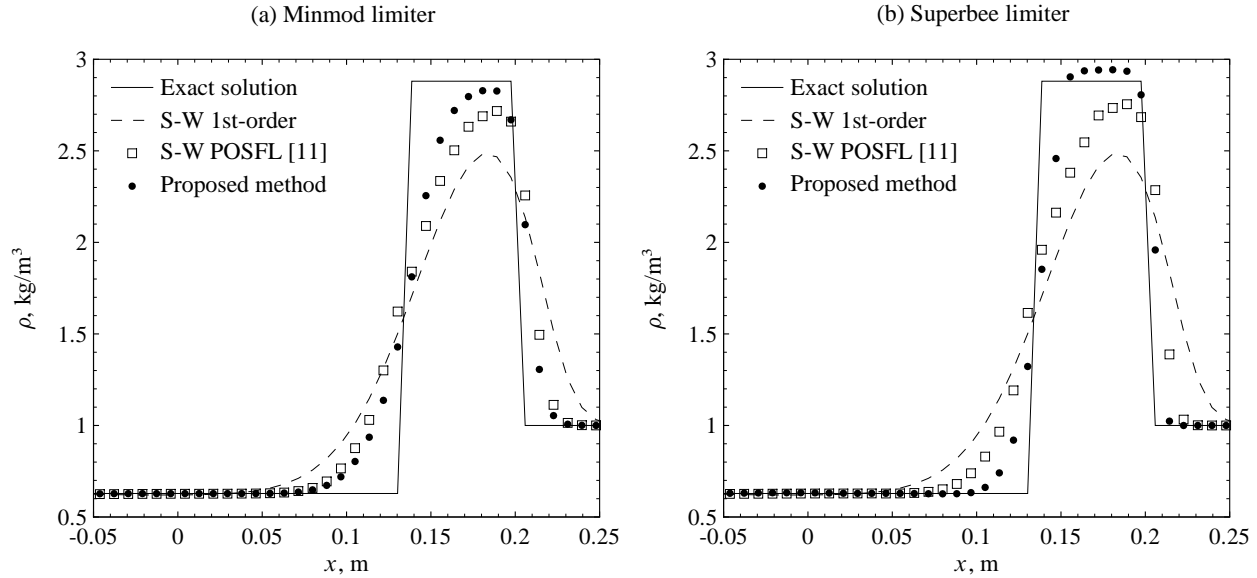 (a) Minmod limiter
3
2.5
2
1.5
1
0.5
ρ, kg/m³
Exact solution
S-W 1st-order
S-W POSFL [11]
Proposed method
-0.05
0
0.05
0.1
0.15
0.2
0.25
x, m
(b) Superbee limiter
3
2.5
2
1.5
1
0.5
ρ, kg/m³
Exact solution
S-W 1st-order
S-W POSFL [11]
Proposed method
-0.05
0
0.05
0.1
0.15
0.2
0.25
x, m